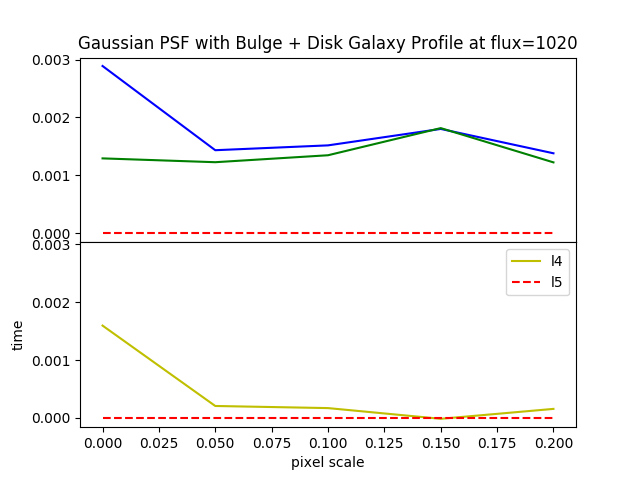 Gaussian PSF with Bulge + Disk Galaxy Profile at flux=1020
0.003
0.002
0.001
0.000
0.003
0.002
0.001
0.000
time
l4
l5
0.000 0.025 0.050 0.075 0.100 0.125 0.150 0.175 0.200
pixel scale